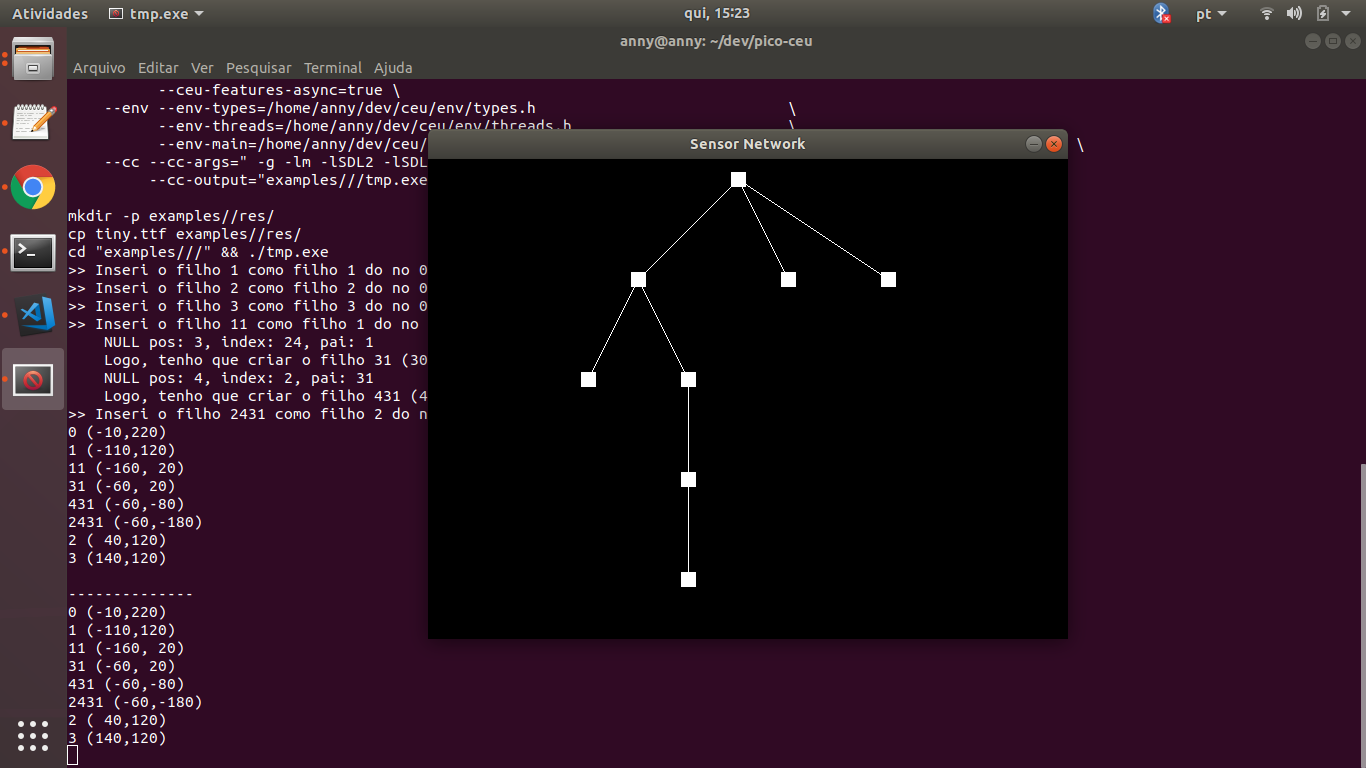 Atividades tmp.exe qui, 15:23 pt
anny@anny: ~/dev/pico-ceu
Arquivo Editar Ver Pesquisar Terminal Ajuda
--ceu-features-async=true \
--env --env-types=/home/anny/dev/ceu/env/types.h \
--env-threads=/home/anny/dev/ceu/env/threads.h \
--env-main=/home/anny/dev/ceu/ \
--cc --cc-args=" -g -lm -lSDL2 -lSDL
--cc-output="examples///tmp.exe
mkdir -p examples//res/
cp tiny.ttf examples//res/
cd "examples///" && ./tmp.exe
>> Inseri o filho 1 como filho 1 do no 0
>> Inseri o filho 2 como filho 2 do no 0
>> Inseri o filho 3 como filho 3 do no 0
>> Inseri o filho 11 como filho 1 do no
NULL pos: 3, index: 24, pai: 1
Logo, tenho que criar o filho 31 (30
NULL pos: 4, index: 2, pai: 31
Logo, tenho que criar o filho 431 (4
>> Inseri o filho 2431 como filho 2 do n
0 (-10,220)
1 (-110,120)
11 (-160, 20)
31 (-60, 20)
431 (-60,-80)
2431 (-60,-180)
2 ( 40,120)
3 (140,120)
--------------
0 (-10,220)
1 (-110,120)
11 (-160, 20)
31 (-60, 20)
431 (-60,-80)
2431 (-60,-180)
2 ( 40,120)
3 (140,120)
Sensor Network